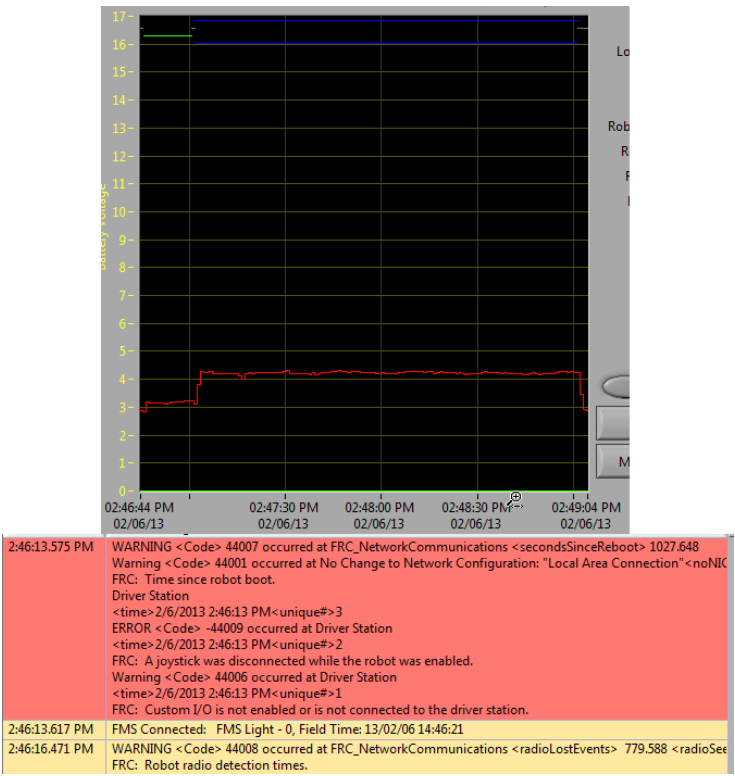 17
Lo
16
15
14
13
Rob
12
R
11
10
Battery Voltage
9
8
7
6
5
4
3
2
M
1
0
02:46:44 PM 02:47:30 PM 02:48:00 PM 02:48:30 PM 02:49:04 PM
02/06/13 02/06/13 02/06/13 02/06/13 02/06/13
2:46:13.575 PM WARNING <Code> 44007 occurred at FRC_NetworkCommunications <secondsSinceReboot> 1027.648
Warning <Code> 44001 occurred at No Change to Network Configuration: "Local Area Connection"<noNIC
FRC: Time since robot boot.
Driver Station
<time>2/6/2013 2:46:13 PM<unique#>3
ERROR <Code> -44009 occurred at Driver Station
<time>2/6/2013 2:46:13 PM<unique#>2
FRC: A joystick was disconnected while the robot was enabled.
Warning <Code> 44006 occurred at Driver Station
<time>2/6/2013 2:46:13 PM<unique#>1
FRC: Custom I/O is not enabled or is not connected to the driver station.
2:46:13.617 PM FMS Connected: FMS Light - 0, Field Time: 13/02/06 14:46:21
2:46:16.471 PM WARNING <Code> 44008 occurred at FRC_NetworkCommunications <radioLostEvents> 779.588 <radioSee
FRC: Robot radio detection times.